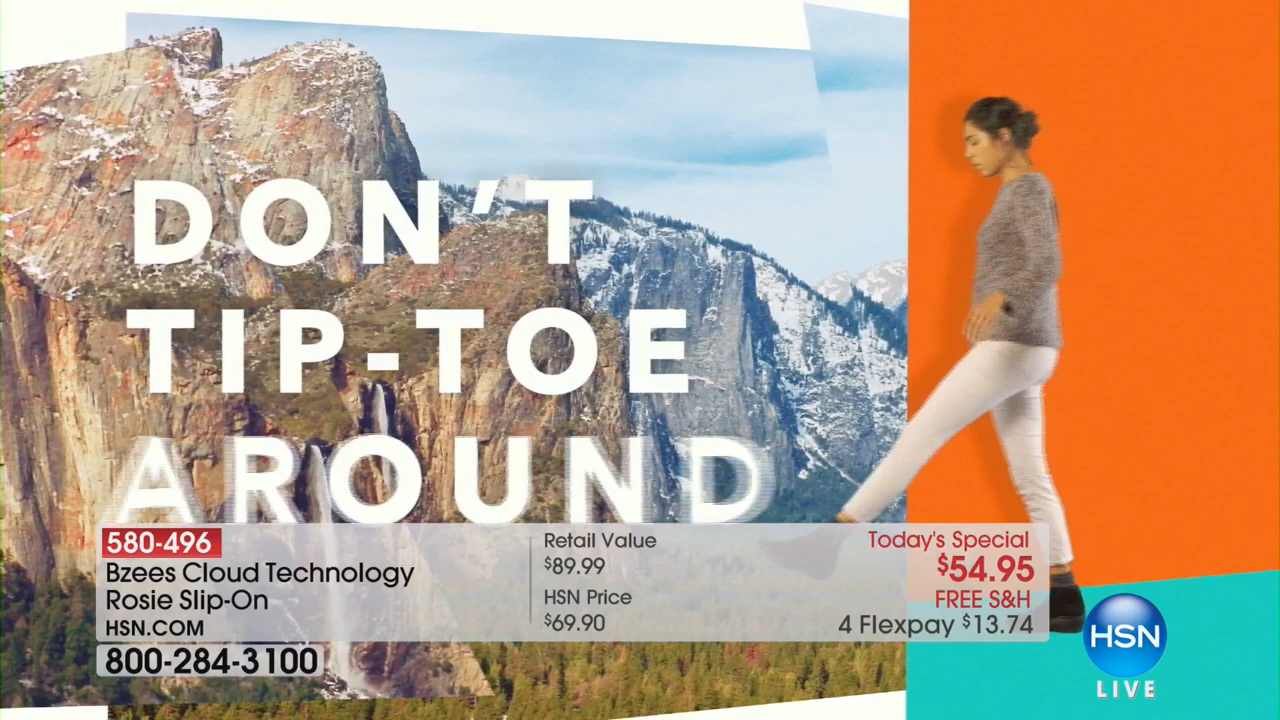 DON'T
TIP-TOE
AROUND
580-496
Bzees Cloud Technology
Rosie Slip-On
HSN.COM
800-284-3100
Retail Value
$89.99
HSN Price
$69.90
Today's Special
$54.95
FREE S&H
4 Flexpay $13.74
HSN
LIVE